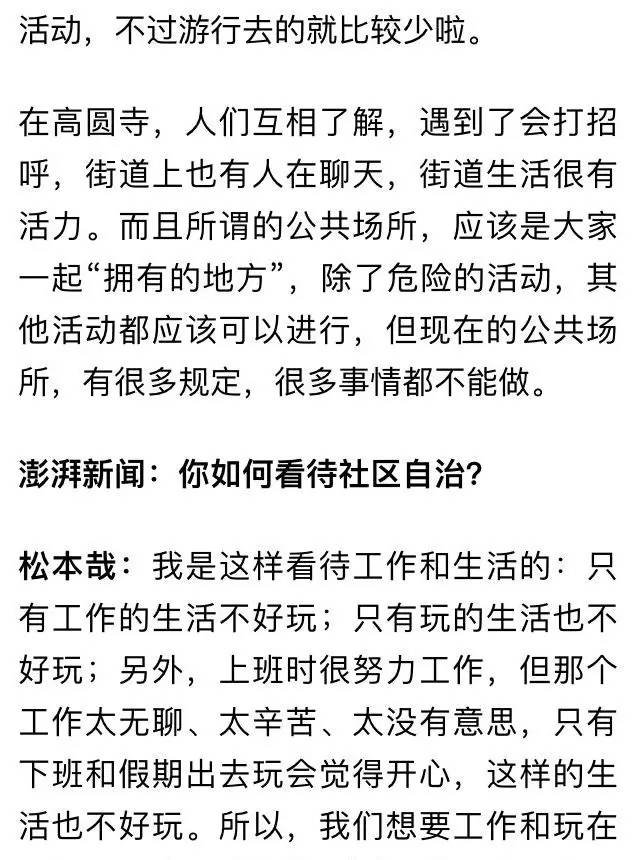 活动，不过游行去的就比较少啦。
在高圆寺，人们互相了解，遇到了会打招
呼，街道上也有人在聊天，街道生活很有
活力。而且所谓的公共场所，应该是大家
一起“拥有的地方”，除了危险的活动，其
他活动都应该可以进行，但现在的公共场
所，有很多规定，很多事情都不能做。
澎湃新闻：你如何看待社区自治?
松本哉：我是这样看待工作和生活的：只
有工作的生活不好玩；只有玩的生活也不
好玩；另外，上班时很努力工作，但那个
工作太无聊、太辛苦、太没有意思，只有
下班和假期出去玩会觉得开心，这样的生
活也不好玩。所以，我们想要工作和玩在